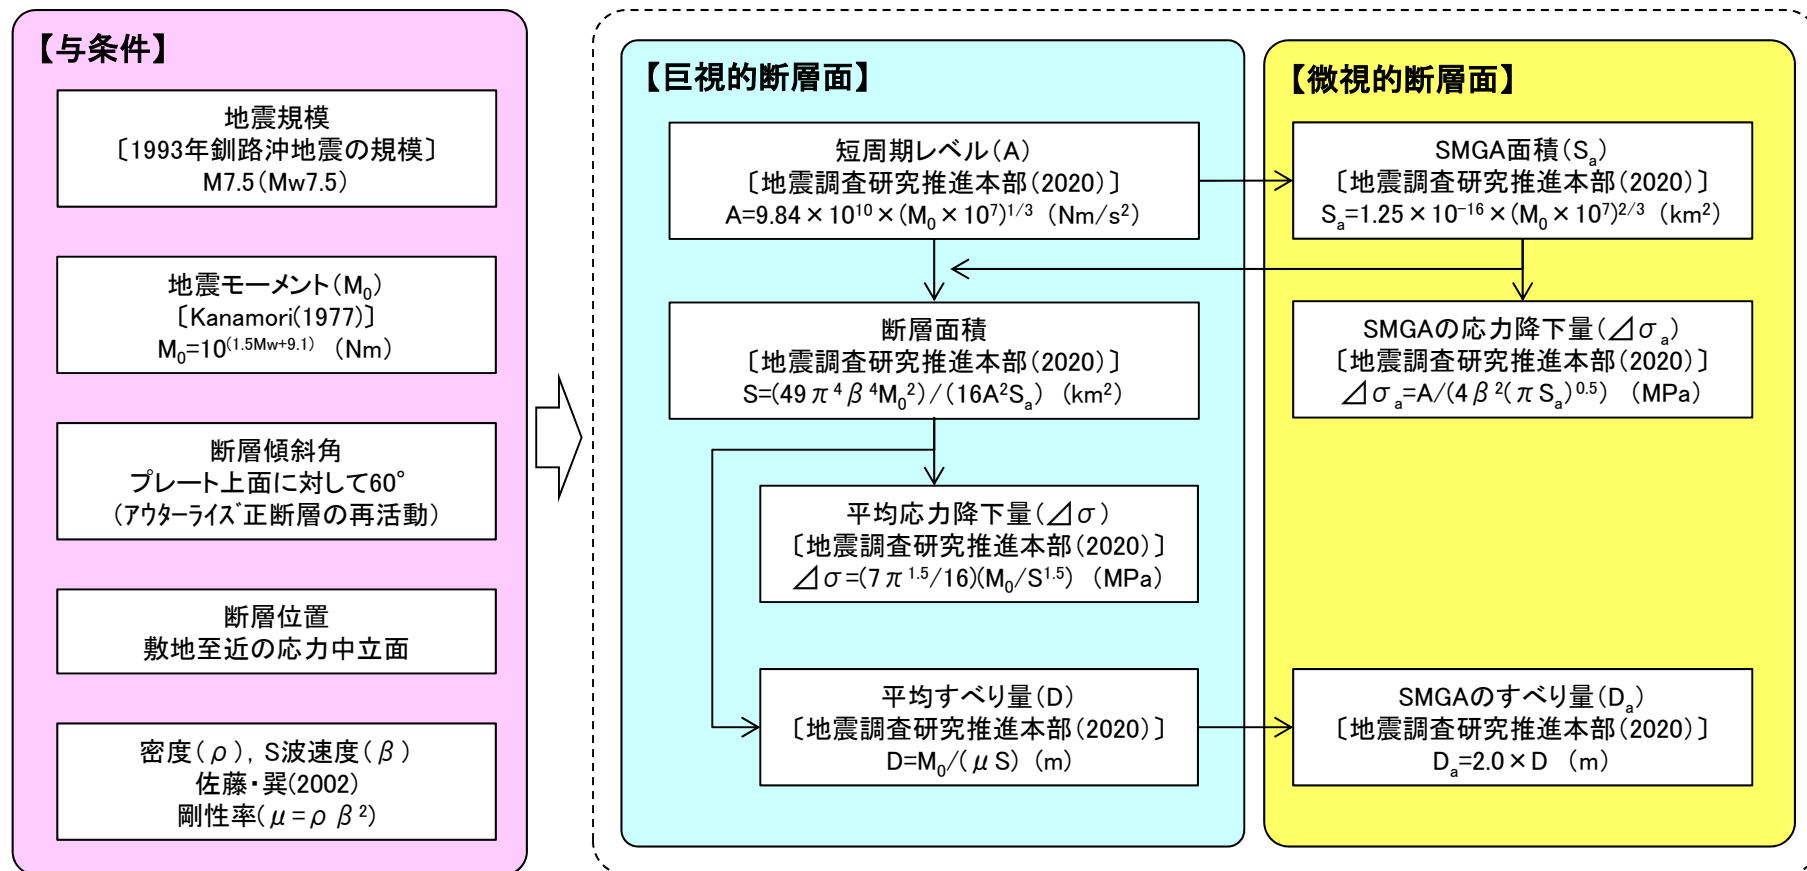 【与条件】
地震規模
〔1993年釧路沖地震の規模〕
M7.5(Mw7.5)
地震モーメント(M₀)
〔Kanamori(1977)〕
M₀=10⁽¹·⁵ᴹʷ⁺⁹·¹⁾ (Nm)
断層傾斜角
プレート上面に対して60°
(アウターライズ正断層の再活動)
断層位置
敷地至近の応力中立面
密度(ρ), S波速度(β)
佐藤・巽(2002)
剛性率(μ=ρβ²)
【巨視的断層面】
短周期レベル(A)
〔地震調査研究推進本部(2020)〕
A=9.84×10¹⁰×(M₀×10⁷)¹/³ (Nm/s²)
断層面積
〔地震調査研究推進本部(2020)〕
S=(49π⁴β⁴M₀²)/(16A²Sₐ) (km²)
平均応力降下量(⊿σ)
〔地震調査研究推進本部(2020)〕
⊿σ=(7π¹·⁵/16)(M₀/S¹·⁵) (MPa)
平均すべり量(D)
〔地震調査研究推進本部(2020)〕
D=M₀/(μS) (m)
【微視的断層面】
SMGA面積(Sₐ)
〔地震調査研究推進本部(2020)〕
Sₐ=1.25×10⁻¹⁶×(M₀×10⁷)²/³ (km²)
SMGAの応力降下量(⊿σₐ)
〔地震調査研究推進本部(2020)〕
⊿σₐ=A/(4β²(πSₐ)⁰·⁵) (MPa)
SMGAのすべり量(Dₐ)
〔地震調査研究推進本部(2020)〕
Dₐ=2.0×D (m)